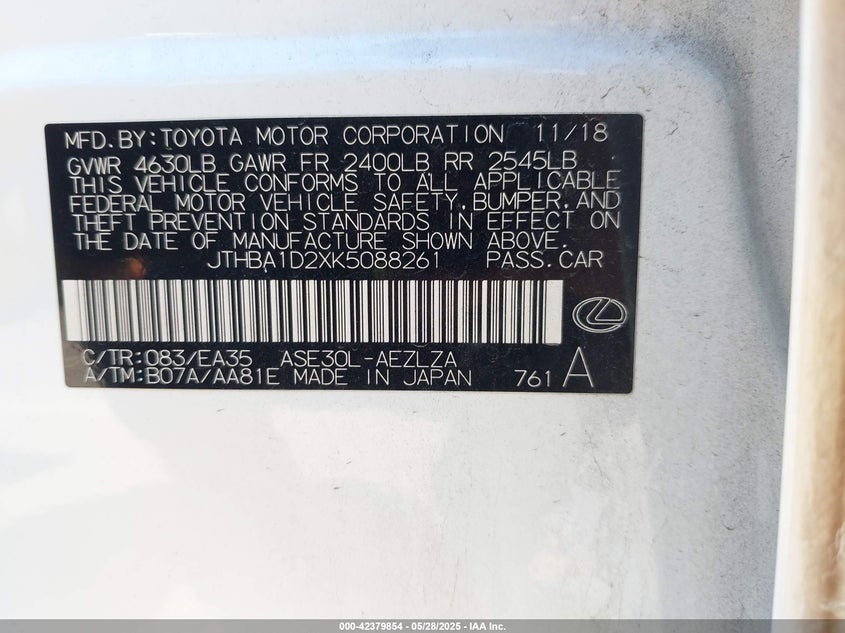 MFD.BY:TOYOTA MOTOR CORPORATION 11/18
GVWR 4630LB GAWR FR 2400LB RR 2545LB
THIS VEHICLE CONFORMS TO ALL APPLICABLE
FEDERAL MOTOR VEHICLE SAFETY,BUMPER,AND
THEFT PREVENTION STANDARDS IN EFFECT ON
THE DATE OF MANUFACTURE SHOWN ABOVE.
JTHBA1D2XK5088261 PASS.CAR
C/TR:083/EA35 ASE30L-AEZLZA
A/TM:B07A/AA81E MADE IN JAPAN 761 A
000-42379854 - 05/28/2025 - IAA Inc.